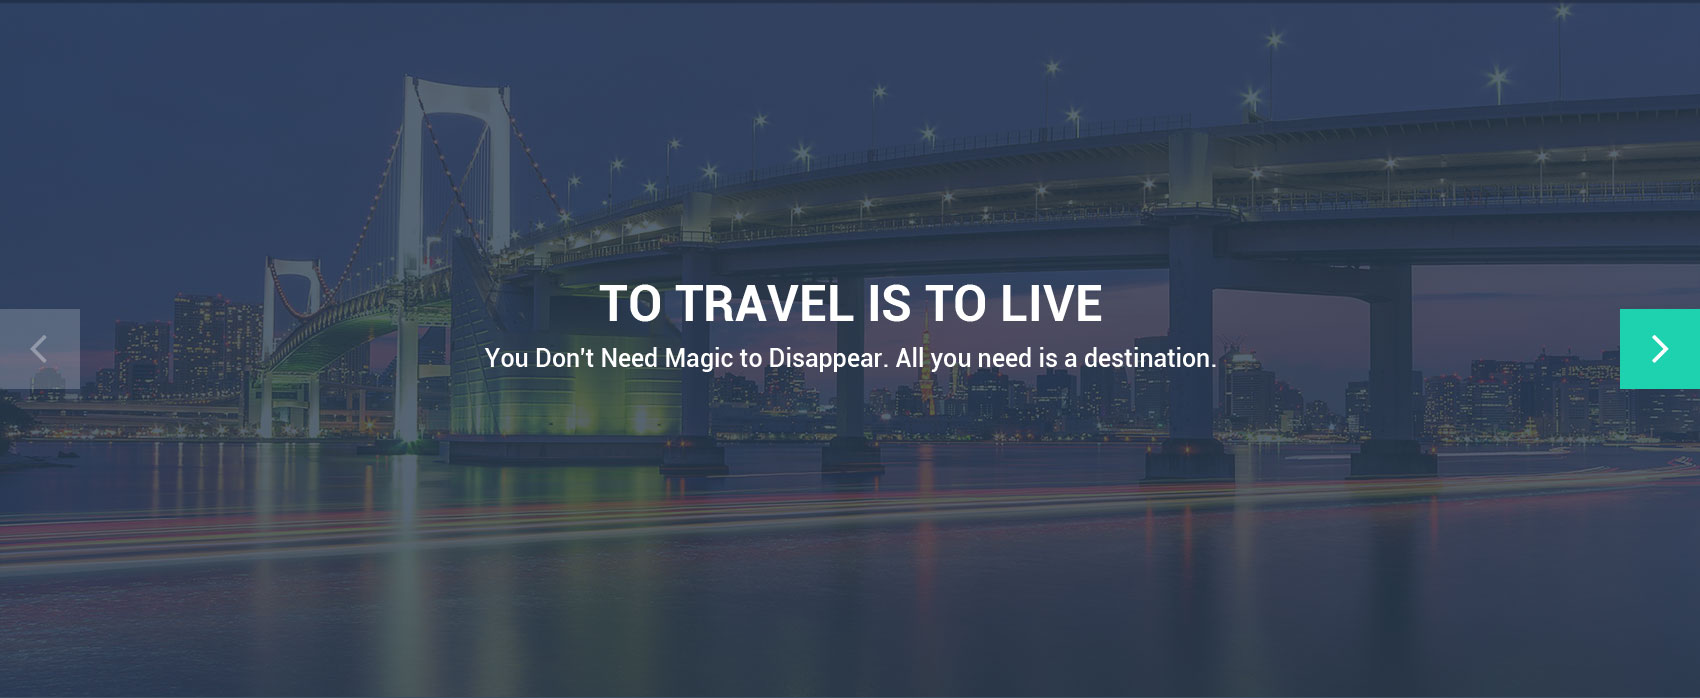 TO TRAVEL IS TO LIVE
You Don't Need Magic to Disappear. All you need is a destination.